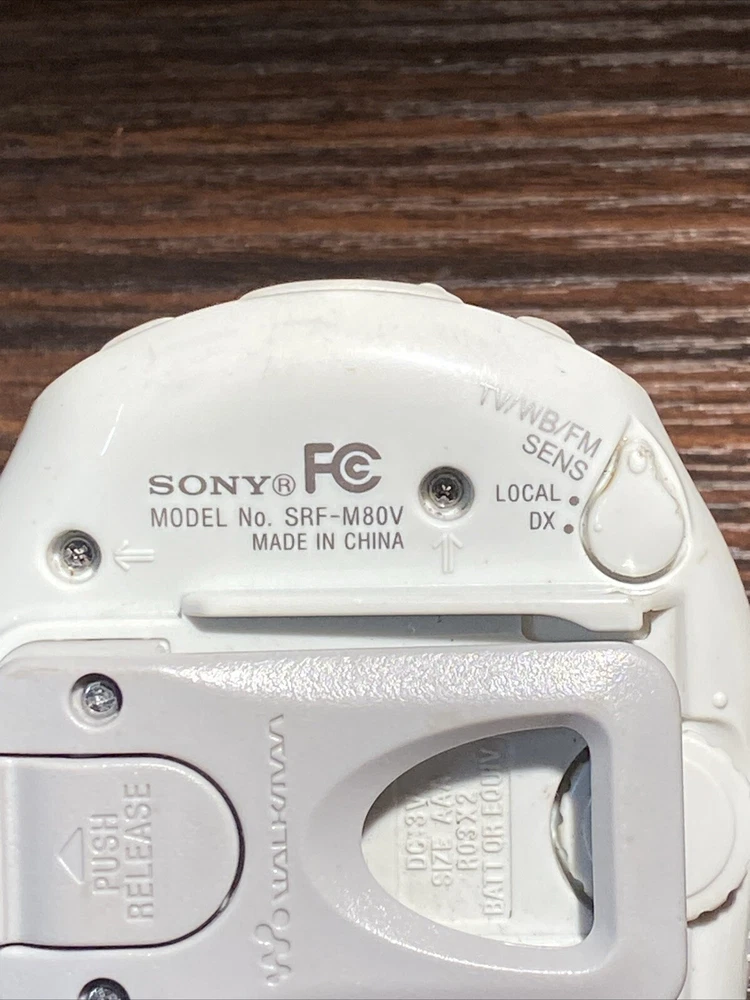 TV/WB/FM
SENS
LOCAL
DX
SONY® FC
MODEL No. SRF-M80V
MADE IN CHINA
WALKMAN
PUSH
RELEASE
DC:3V
SIZE AAA
R03X2
BATT OR EQUIV